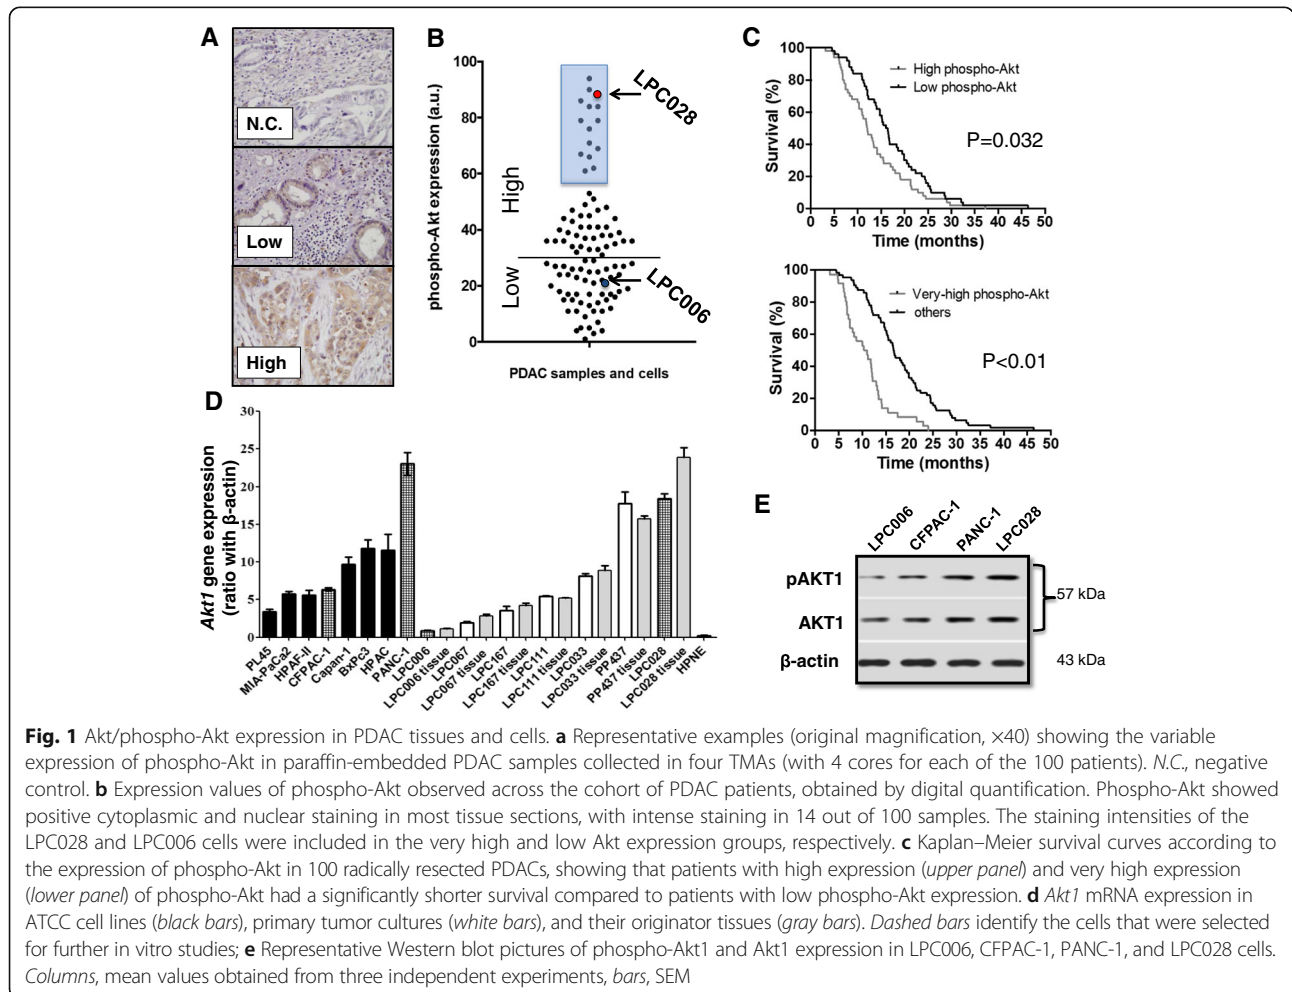 A
N.C.
Low
High
B
phospho-Akt expression (a.u.)
100
80
60
40
20
0
High
Low
LPC028
LPC006
PDAC samples and cells
C
Survival (%)
100
80
60
40
20
0
High phospho-Akt
Low phospho-Akt
P=0.032
0 5 10 15 20 25 30 35 40 45 50
Time (months)
Survival (%)
100
80
60
40
20
0
Very-high phospho-Akt
others
P<0.01
0 5 10 15 20 25 30 35 40 45 50
Time (months)
D
Akt1 gene expression
(ratio with β-actin)
30
25
20
15
10
5
0
PL45
MIA-PaCa2
HPAF-II
CFPAC-1
Capan-1
BxPc3
HPAC
PANC-1
LPC006
LPC006 tissue
LPC067
LPC067 tissue
LPC167
LPC167 tissue
LPC111
LPC111 tissue
LPC033
LPC033 tissue
PP437
PP437 tissue
LPC028
LPC028 tissue
HPNE
E
LPC006
CFPAC-1
PANC-1
LPC028
pAKT1
AKT1
57 kDa
β-actin
43 kDa
Fig. 1 Akt/phospho-Akt expression in PDAC tissues and cells. a Representative examples (original magnification, ×40) showing the variable
expression of phospho-Akt in paraffin-embedded PDAC samples collected in four TMAs (with 4 cores for each of the 100 patients). N.C., negative
control. b Expression values of phospho-Akt observed across the cohort of PDAC patients, obtained by digital quantification. Phospho-Akt showed
positive cytoplasmic and nuclear staining in most tissue sections, with intense staining in 14 out of 100 samples. The staining intensities of the
LPC028 and LPC006 cells were included in the very high and low Akt expression groups, respectively. c Kaplan–Meier survival curves according to
the expression of phospho-Akt in 100 radically resected PDACs, showing that patients with high expression (upper panel) and very high expression
(lower panel) of phospho-Akt had a significantly shorter survival compared to patients with low phospho-Akt expression. d Akt1 mRNA expression in
ATCC cell lines (black bars), primary tumor cultures (white bars), and their originator tissues (gray bars). Dashed bars identify the cells that were selected
for further in vitro studies; e Representative Western blot pictures of phospho-Akt1 and Akt1 expression in LPC006, CFPAC-1, PANC-1, and LPC028 cells.
Columns, mean values obtained from three independent experiments, bars, SEM